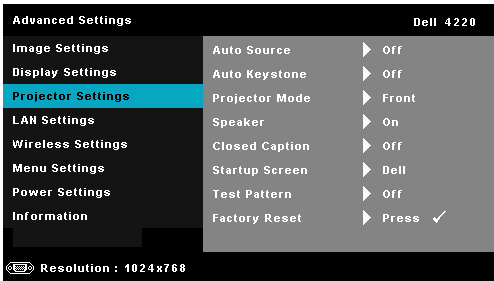 Advanced Settings Dell 4220
Image Settings
Display Settings
Projector Settings
LAN Settings
Wireless Settings
Menu Settings
Power Settings
Information
Auto Source Off
Auto Keystone Off
Projector Mode Front
Speaker On
Closed Caption Off
Startup Screen Dell
Test Pattern Off
Factory Reset Press ✓
Resolution : 1024x768